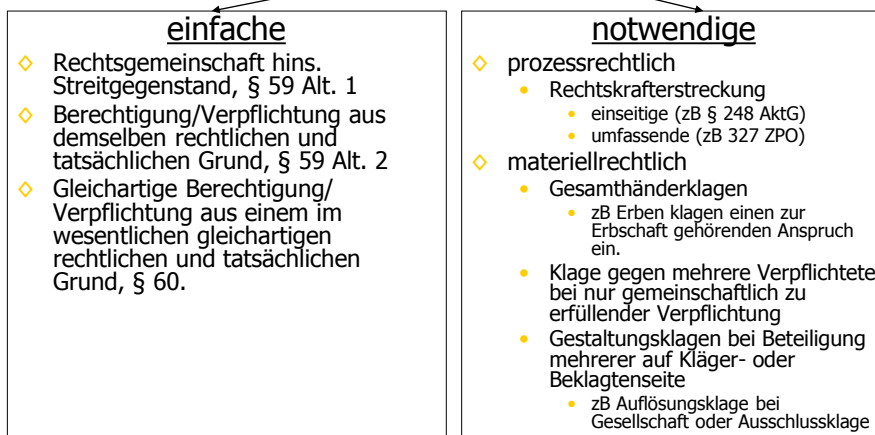 einfache
Rechtsgemeinschaft hins.
Streitgegenstand, § 59 Alt. 1
Berechtigung/Verpflichtung aus
demselben rechtlichen und
tatsächlichen Grund, § 59 Alt. 2
Gleichartige Berechtigung/
Verpflichtung aus einem im
wesentlichen gleichartigen
rechtlichen und tatsächlichen
Grund, § 60.
notwendige
prozessrechtlich
Rechtskrafterstreckung
einseitige (zB § 248 AktG)
umfassende (zB 327 ZPO)
materiellrechtlich
Gesamthänderklagen
zB Erben klagen einen zur
Erbschaft gehörenden Anspruch
ein.
Klage gegen mehrere Verpflichtete
bei nur gemeinschaftlich zu
erfüllender Verpflichtung
Gestaltungsklagen bei Beteiligung
mehrerer auf Kläger- oder
Beklagtenseite
zB Auflösungsklage bei
Gesellschaft oder Ausschlussklage